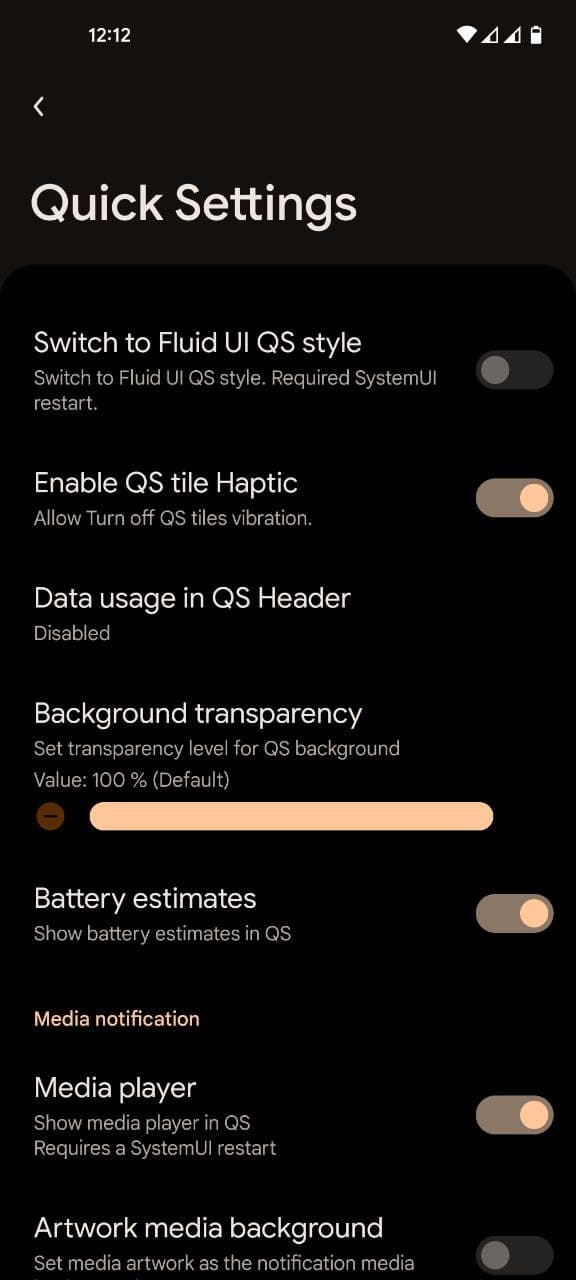 12:12
Quick Settings
Switch to Fluid UI QS style
Switch to Fluid UI QS style. Required SystemUI
restart.
Enable QS tile Haptic
Allow Turn off QS tiles vibration.
Data usage in QS Header
Disabled
Background transparency
Set transparency level for QS background
Value: 100 % (Default)
Battery estimates
Show battery estimates in QS
Media notification
Media player
Show media player in QS
Requires a SystemUI restart
Artwork media background
Set media artwork as the notification media